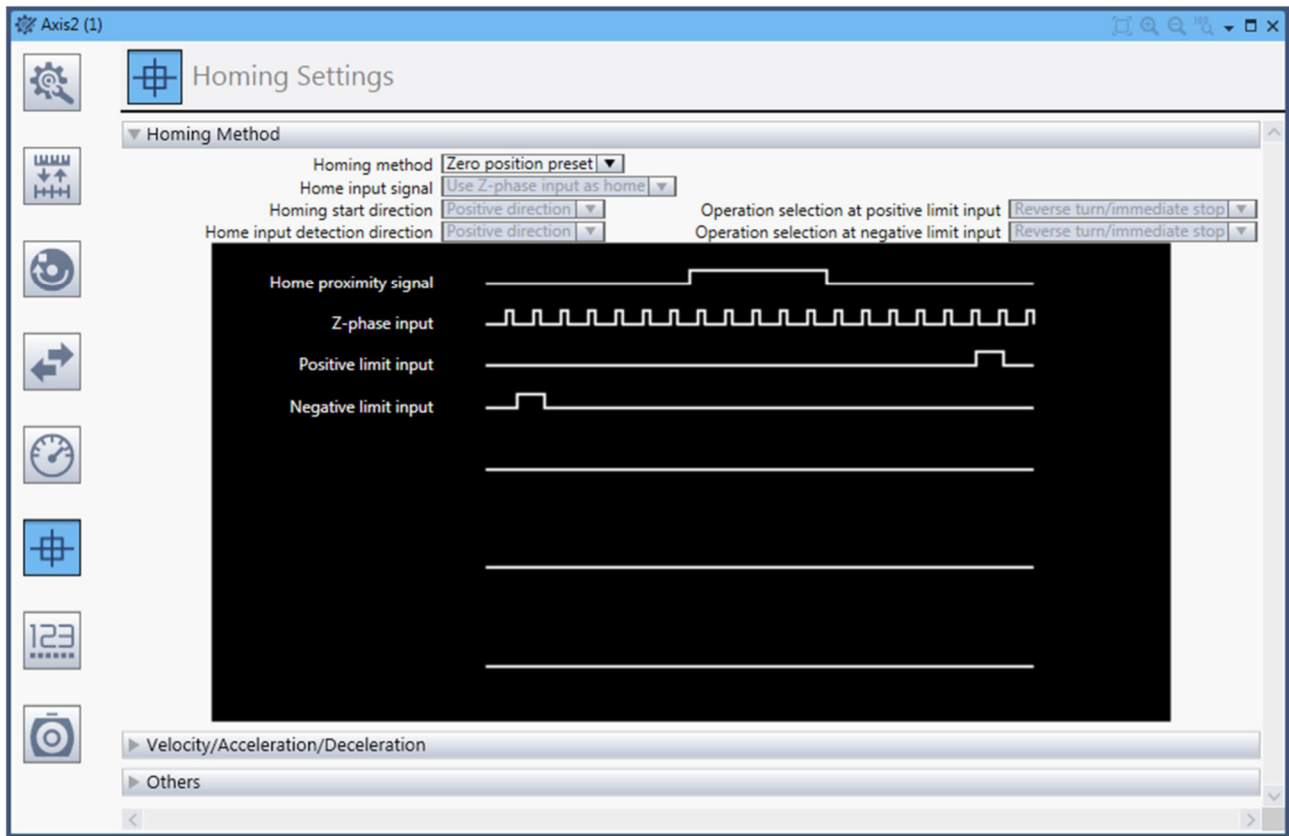 Axis2 (1)
Homing Settings
Homing Method
Homing method Zero position preset
Home input signal Use Z-phase input as home
Homing start direction Positive direction Operation selection at positive limit input Reverse turn/immediate stop
Home input detection direction Positive direction Operation selection at negative limit input Reverse turn/immediate stop
Home proximity signal
Z-phase input
Positive limit input
Negative limit input
123
Velocity/Acceleration/Deceleration
Others